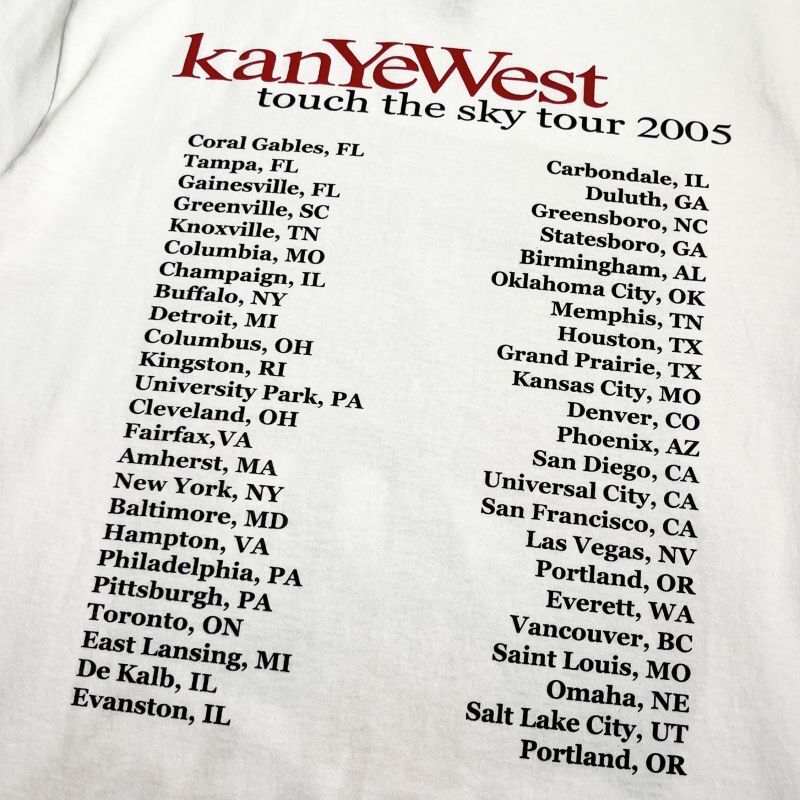 kanYeWest
touch the sky tour 2005
Coral Gables, FL
Tampa, FL
Gainesville, FL
Greenville, SC
Knoxville, TN
Columbia, MO
Champaign, IL
Buffalo, NY
Detroit, MI
Columbus, OH
Kingston, RI
University Park, PA
Cleveland, OH
Fairfax,VA
Amherst, MA
New York, NY
Baltimore, MD
Hampton, VA
Philadelphia, PA
Pittsburgh, PA
Toronto, ON
East Lansing, MI
De Kalb, IL
Evanston, IL
Carbondale, IL
Duluth, GA
Greensboro, NC
Statesboro, GA
Birmingham, AL
Oklahoma City, OK
Memphis, TN
Houston, TX
Grand Prairie, TX
Kansas City, MO
Denver, CO
Phoenix, AZ
San Diego, CA
Universal City, CA
San Francisco, CA
Las Vegas, NV
Portland, OR
Everett, WA
Vancouver, BC
Saint Louis, MO
Omaha, NE
Salt Lake City, UT
Portland, OR